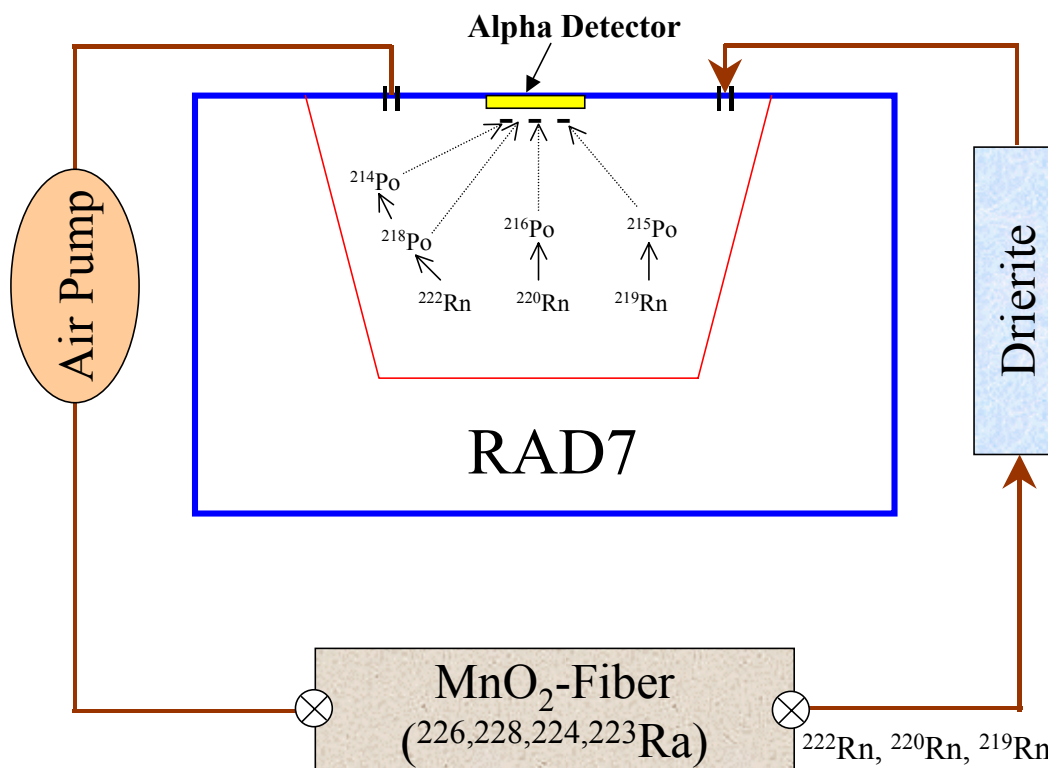 Alpha Detector
Air Pump
²¹⁴Po
²¹⁸Po
²²²Rn
²¹⁶Po
²²⁰Rn
²¹⁵Po
²¹⁹Rn
RAD7
Drierite
MnO₂-Fiber
(²²⁶,²²⁸,²²⁴,²²³Ra)
²²²Rn, ²²⁰Rn, ²¹⁹Rn